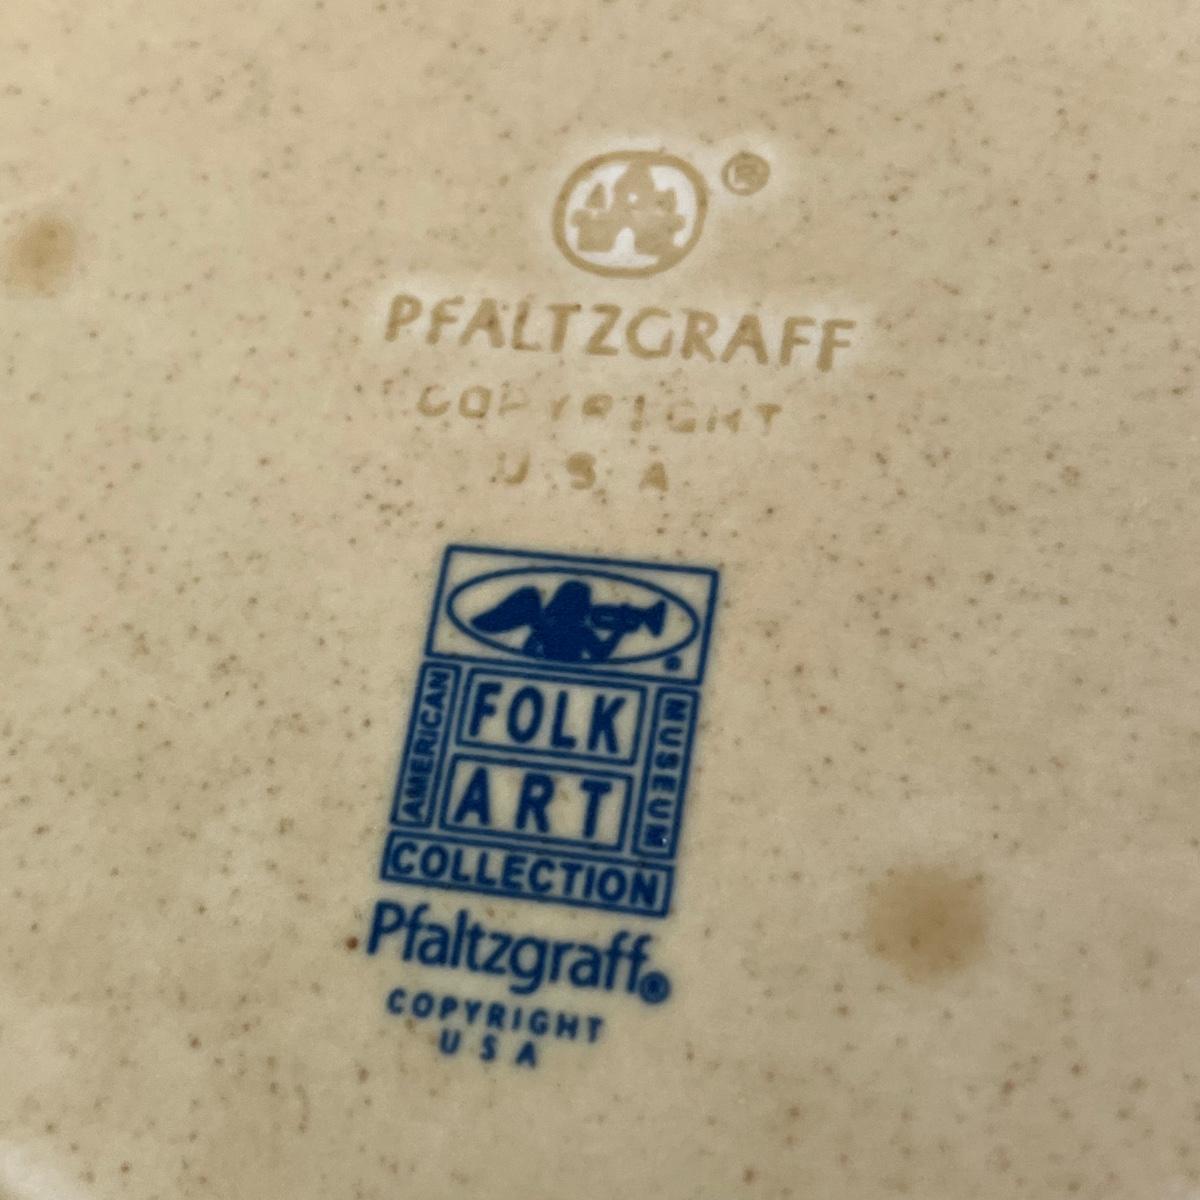 ®
PFALTZGRAFF
COPYRIGHT
U S A
AMERICAN
FOLK
ART
MUSEUM
COLLECTION
Pfaltzgraff®
COPYRIGHT
U S A